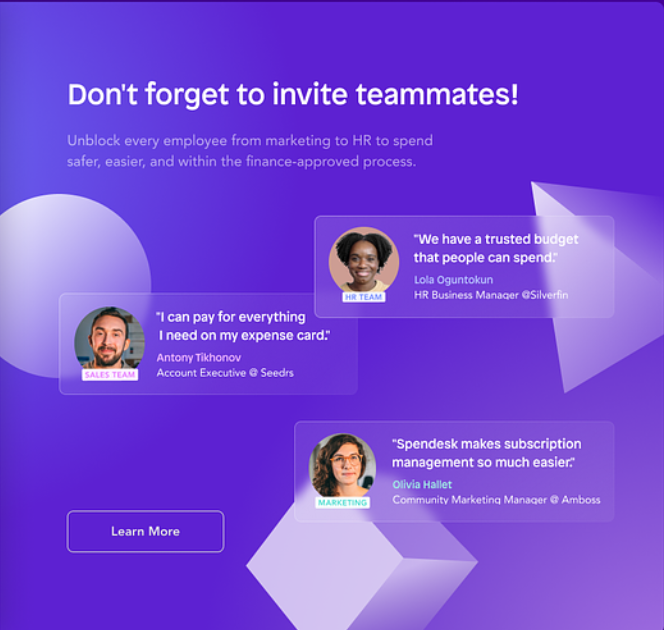 Don't forget to invite teammates!
Unblock every employee from marketing to HR to spend
safer, easier, and within the finance-approved process.
"We have a trusted budget
that people can spend."
Lola Oguntokun
HR Business Manager @Silverfin
HR TEAM
"I can pay for everything
I need on my expense card."
Antony Tikhonov
Account Executive @ Seedrs
SALES TEAM
"Spendesk makes subscription
management so much easier."
Olivia Hallet
Community Marketing Manager @ Amboss
MARKETING
Learn More